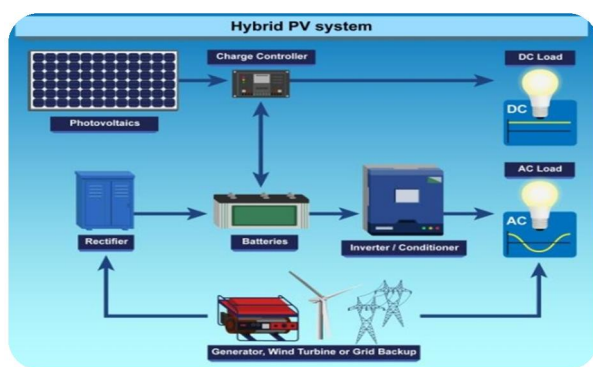 Hybrid PV system
Charge Controller
DC Load
Photovoltaics
DC
AC Load
AC
Rectifier
Batteries
Inverter / Conditioner
Generator, Wind Turbine or Grid Backup